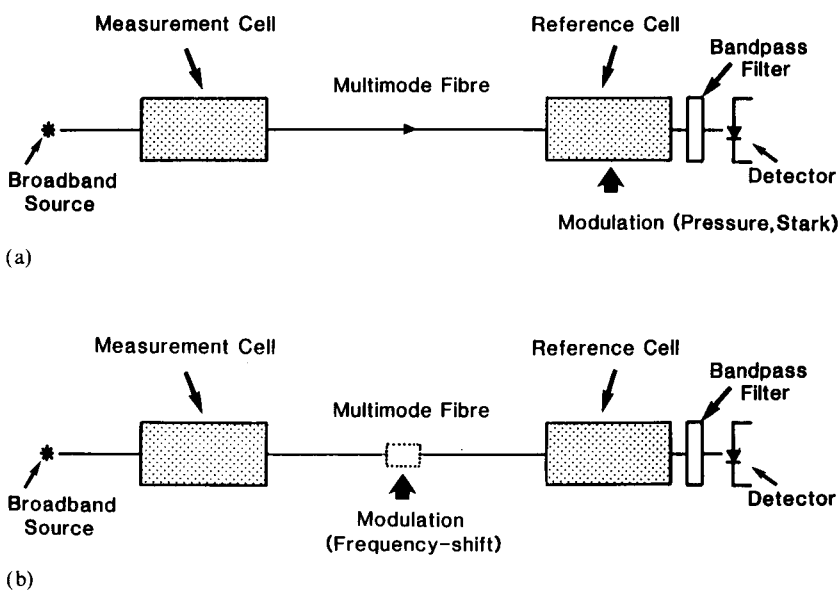 Measurement Cell
Reference Cell
Bandpass
Filter
Multimode Fibre
Broadband
Source
Detector
Modulation (Pressure,Stark)
(a)
Measurement Cell
Reference Cell
Bandpass
Filter
Multimode Fibre
Broadband
Source
Detector
Modulation
(Frequency-shift)
(b)